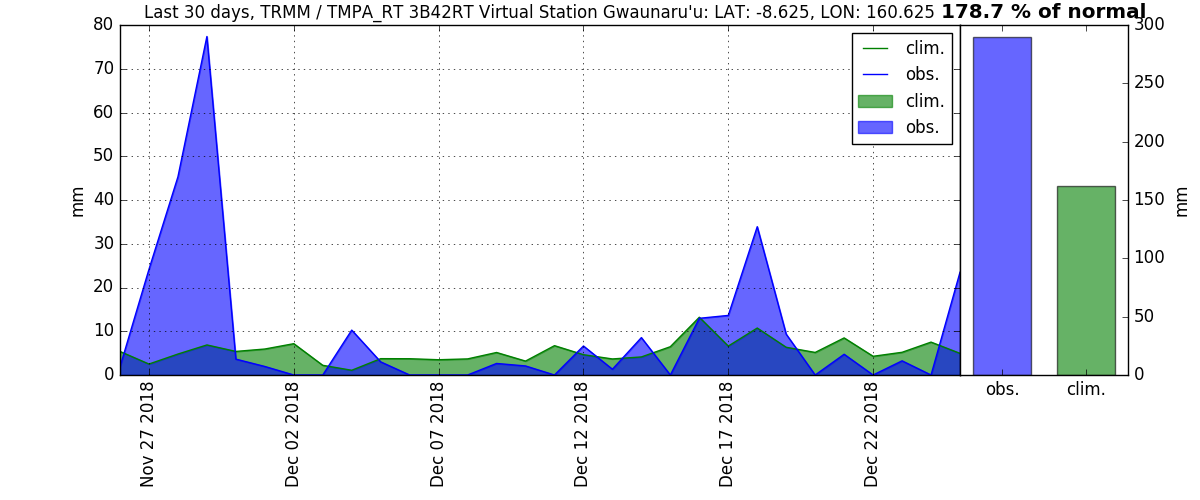 Last 30 days, TRMM / TMPA_RT 3B42RT Virtual Station Gwaunaru'u: LAT: -8.625, LON: 160.625 178.7 % of normal
80
70
60
50
40
30
20
10
0
mm
clim.
obs.
clim.
obs.
Nov 27 2018
Dec 02 2018
Dec 07 2018
Dec 12 2018
Dec 17 2018
Dec 22 2018
300
250
200
150
100
50
0
mm
obs. clim.